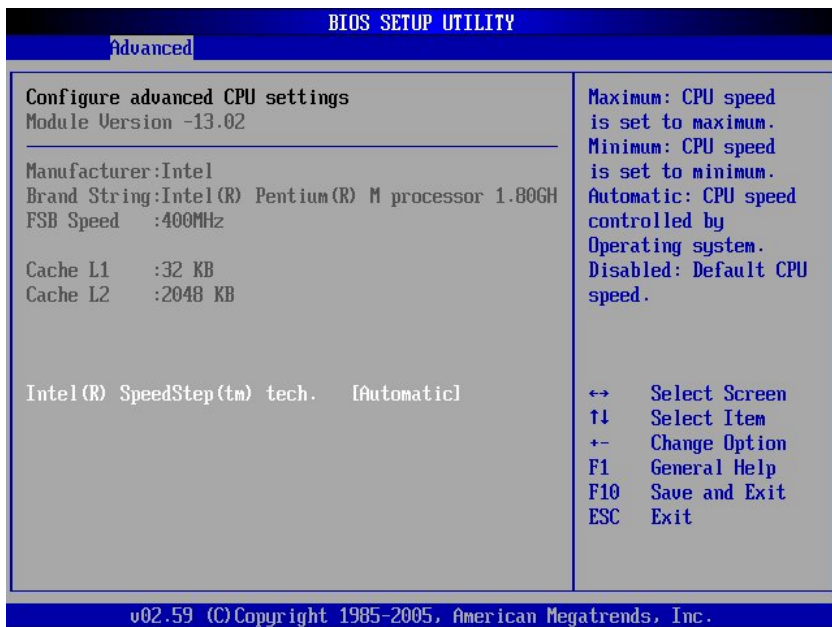 BIOS SETUP UTILITY
Advanced
Configure advanced CPU settings
Module Version -13.02
Manufacturer:Intel
Brand String:Intel(R) Pentium(R) M processor 1.80GH
FSB Speed :400MHz
Cache L1 :32 KB
Cache L2 :2048 KB
Intel(R) SpeedStep(tm) tech. [Automatic]
Maximum: CPU speed
is set to maximum.
Minimum: CPU speed
is set to minimum.
Automatic: CPU speed
controlled by
Operating system.
Disabled: Default CPU
speed.
↔ Select Screen
↑↓ Select Item
+- Change Option
F1 General Help
F10 Save and Exit
ESC Exit
v02.59 (C)Copyright 1985-2005, American Megatrends, Inc.